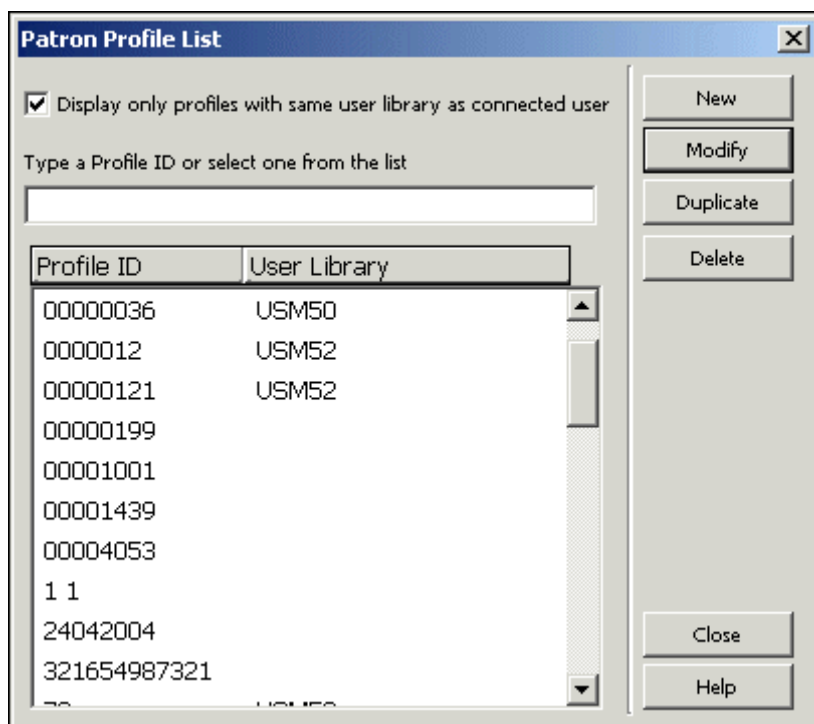 Patron Profile List
Display only profiles with same user library as connected user
Type a Profile ID or select one from the list
Profile ID User Library
00000036 USM50
0000012 USM52
00000121 USM52
00000199
00001001
00001439
00004053
1 1
24042004
321654987321
New
Modify
Duplicate
Delete
Close
Help